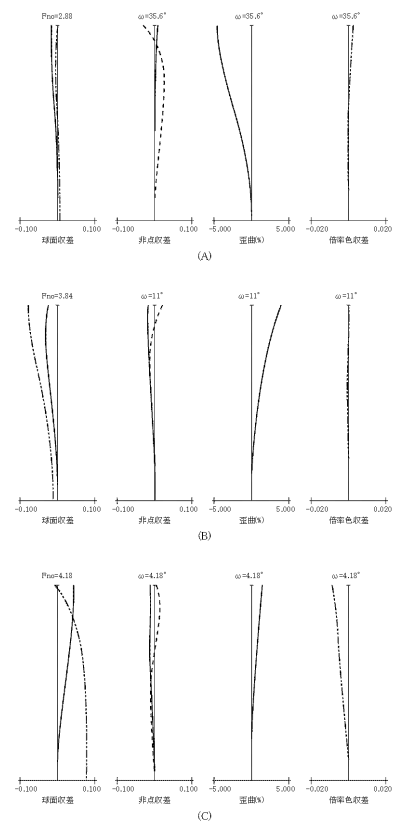 Fno=2.88 ω=35.6° ω=35.6° ω=35.6°
-0.100 0.100 -0.100 0.100 -5.000 5.000 -0.020 0.020
球面収差 非点収差 歪曲(%) 倍率色収差
(A)
Fno=3.84 ω=11° ω=11° ω=11°
-0.100 0.100 -0.100 0.100 -5.000 5.000 -0.020 0.020
球面収差 非点収差 歪曲(%) 倍率色収差
(B)
Fno=4.18 ω=4.18° ω=4.18° ω=4.18°
-0.100 0.100 -0.100 0.100 -5.000 5.000 -0.020 0.020
球面収差 非点収差 歪曲(%) 倍率色収差
(C)